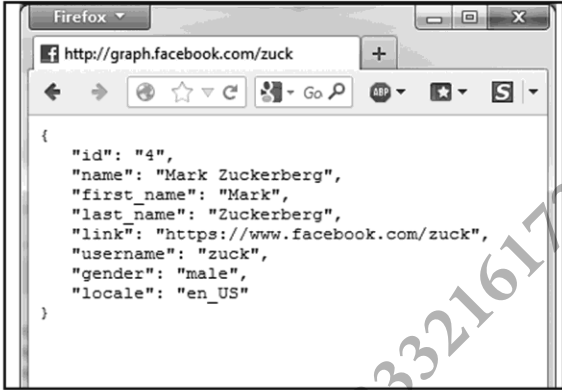 Firefox
http://graph.facebook.com/zuck
Go
ABP
S
{
"id": "4",
"name": "Mark Zuckerberg",
"first_name": "Mark",
"last_name": "Zuckerberg",
"link": "https://www.facebook.com/zuck",
"username": "zuck",
"gender": "male",
"locale": "en_US"
}